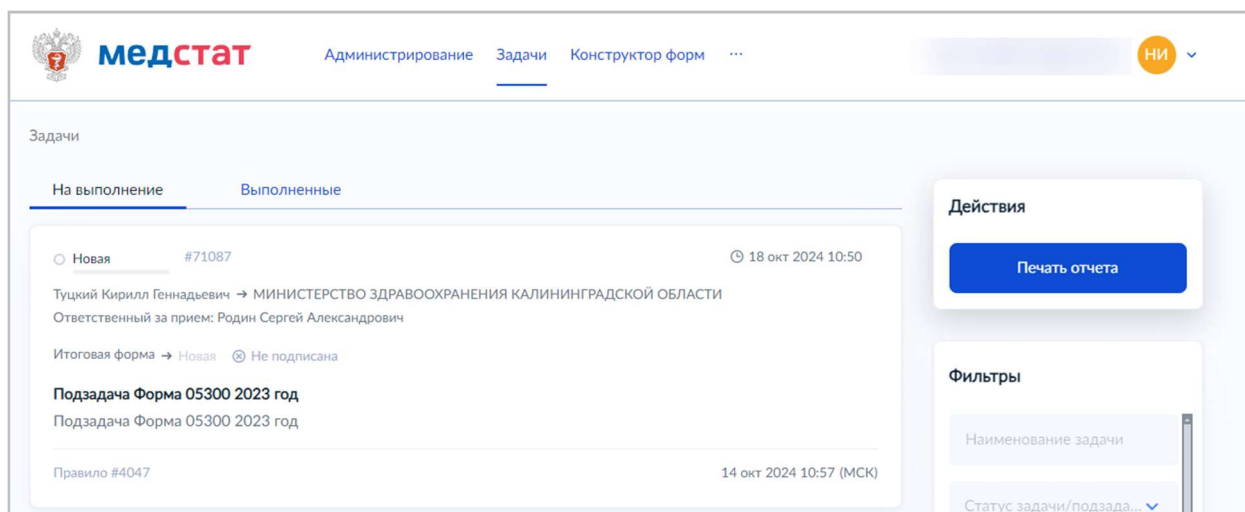 медстат
Администрирование Задачи Конструктор форм ...
НИ
Задачи
На выполнение Выполненные
Новая #71087 18 окт 2024 10:50
Туцкий Кирилл Геннадьевич → МИНИСТЕРСТВО ЗДРАВООХРАНЕНИЯ КАЛИНИНГРАДСКОЙ ОБЛАСТИ
Ответственный за прием: Родин Сергей Александрович
Итоговая форма → Новая Не подписана
Подзадача Форма 05300 2023 год
Подзадача Форма 05300 2023 год
Правило #4047 14 окт 2024 10:57 (МСК)
Действия
Печать отчета
Фильтры
Наименование задачи
Статус задачи/подзада...